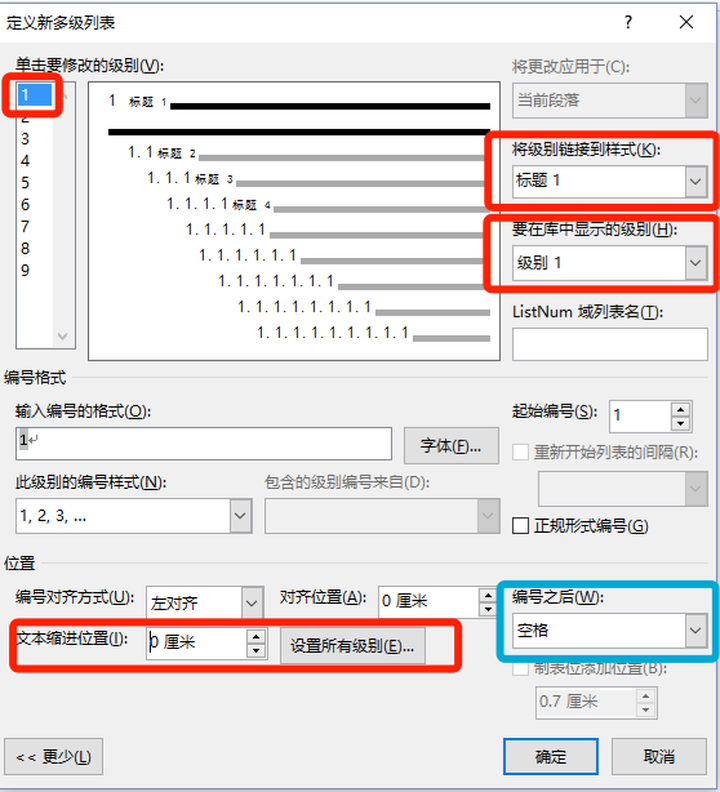 定义新多级列表 ? ×
单击要修改的级别(V):
将更改应用于(C):
1
2
3
4
5
6
7
8
9
1 标题 1
1.1 标题 2
1.1.1 标题 3
1.1.1.1 标题 4
1.1.1.1.1
1.1.1.1.1.1
1.1.1.1.1.1.1
1.1.1.1.1.1.1.1
1.1.1.1.1.1.1.1.1
当前段落
将级别链接到样式(K):
标题 1
要在库中显示的级别(H):
级别 1
ListNum 域列表名(T):
编号格式
输入编号的格式(O):
1
字体(F)...
起始编号(S): 1
重新开始列表的间隔(R):
此级别的编号样式(N):
包含的级别编号来自(D):
1, 2, 3, ...
正规形式编号(G)
位置
编号对齐方式(U): 左对齐 对齐位置(A): 0 厘米
编号之后(W):
空格
文本缩进位置(I): 0 厘米 设置所有级别(E)...
制表位添加位置(B):
0.7 厘米
<< 更少(L) 确定 取消